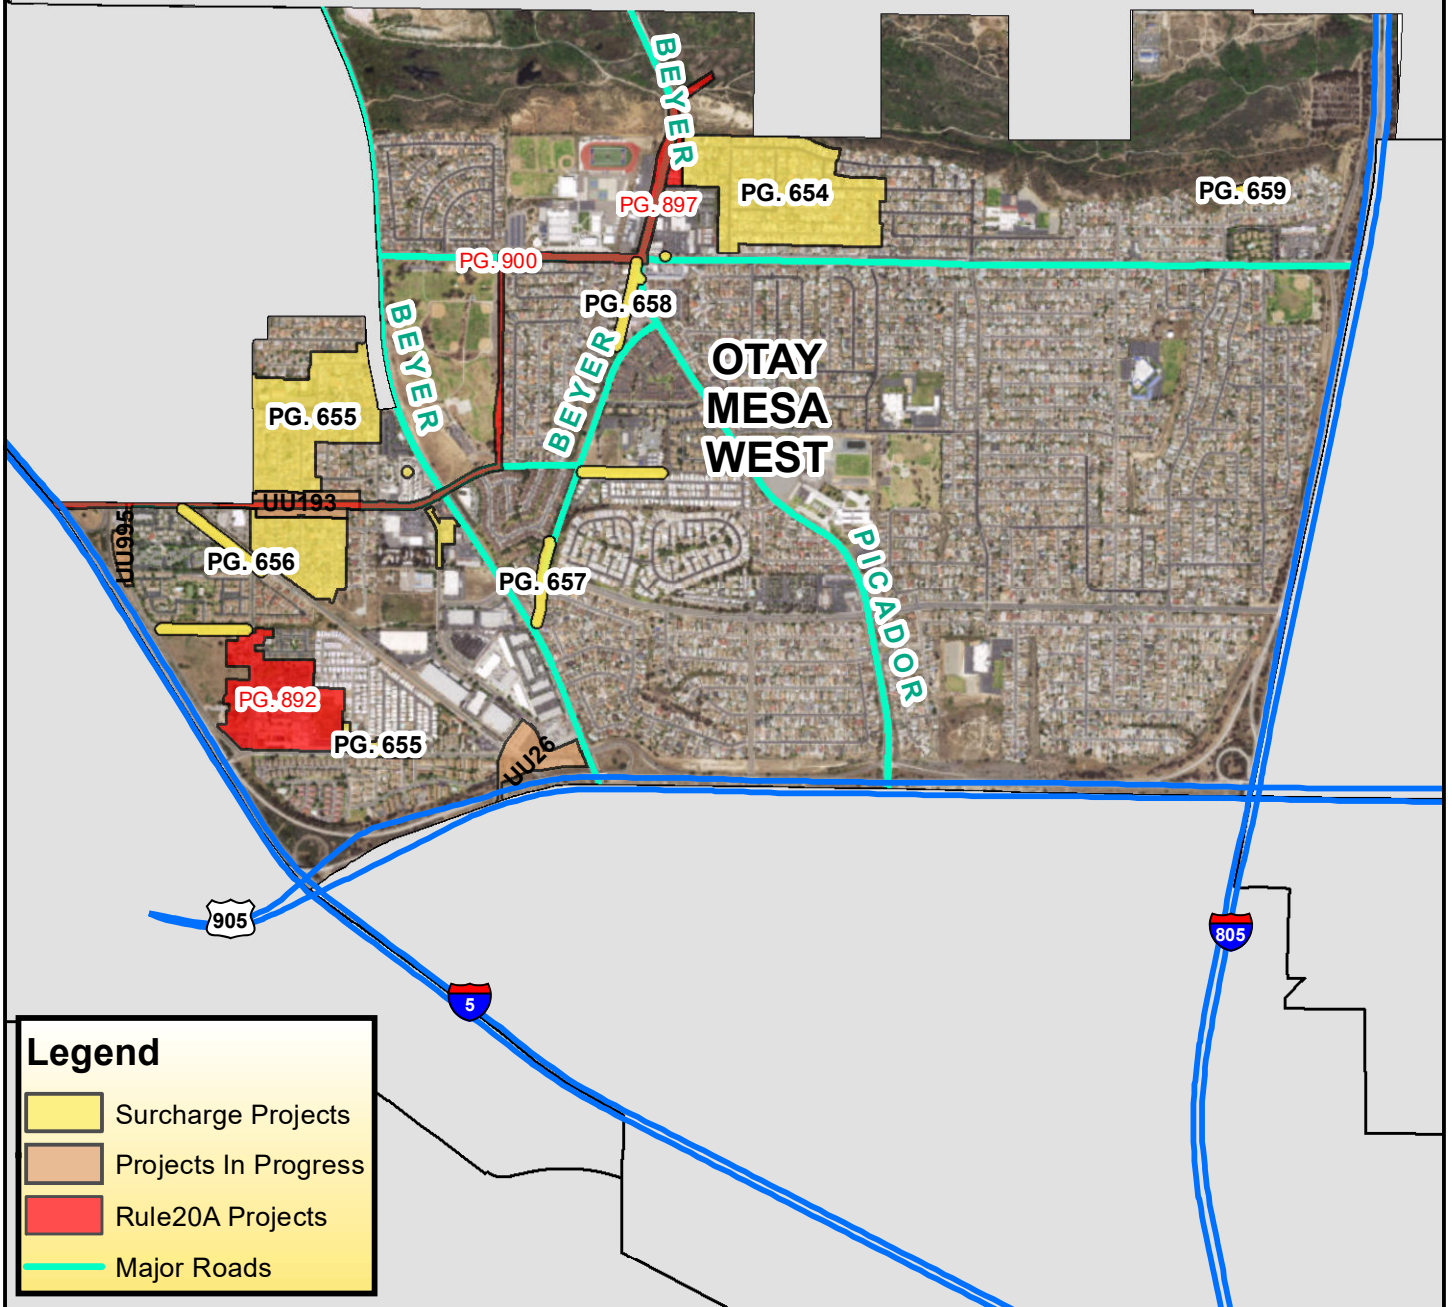 BEYER
PG. 654
PG. 659
PG. 897
PG. 900
PG. 658
BEYER
BEYER
OTAY
MESA
WEST
PG. 655
UU193
UU995
PG. 656
PG. 657
PICADOR
PG. 892
PG. 655
UU26
905
805
5
Legend
Surcharge Projects
Projects In Progress
Rule20A Projects
Major Roads